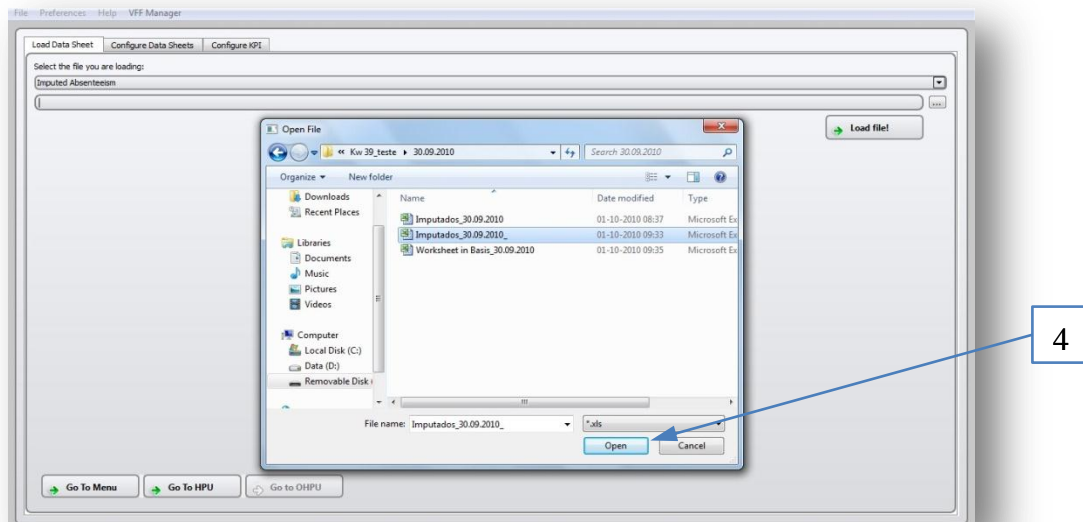 File Preferences Help VFF Manager
Load Data Sheet Configure Data Sheets Configure KPI
Select the file you are loading:
Imputed Absenteeism
...
Load file!
Open File
« Kw 39_teste ▸ 30.09.2010 Search 30.09.2010
Organize New folder
Downloads
Recent Places
Libraries
Documents
Music
Pictures
Videos
Computer
Local Disk (C:)
Data (D:)
Removable Disk
Name Date modified Type
Imputados_30.09.2010 01-10-2010 08:37 Microsoft Ex
Imputados_30.09.2010_ 01-10-2010 09:33 Microsoft Ex
Worksheet in Basis_30.09.2010 01-10-2010 09:35 Microsoft Ex
File name: Imputados_30.09.2010_ *.xls
Open Cancel
4
Go To Menu Go To HPU Go to OHPU